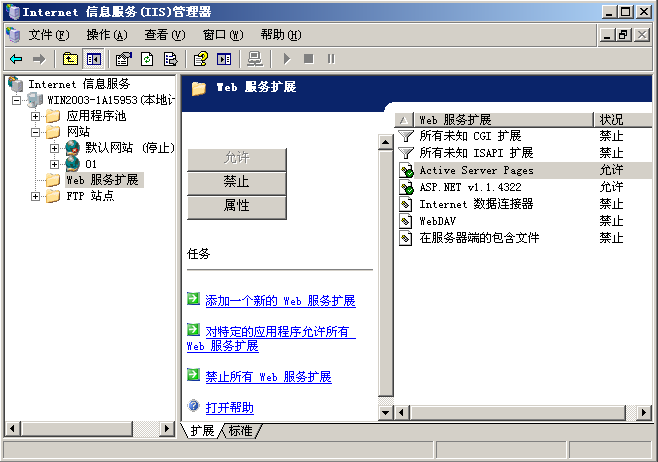 Internet 信息服务(IIS)管理器
文件(F) 操作(A) 查看(V) 窗口(W) 帮助(H)
Internet 信息服务
WIN2003-1A15953(本地计
应用程序池
网站
默认网站 (停止)
01
Web 服务扩展
FTP 站点
Web 服务扩展
允许
禁止
属性
任务
添加一个新的 Web 服务扩展
对特定的应用程序允许所有
Web 服务扩展
禁止所有 Web 服务扩展
打开帮助
Web 服务扩展 状况
所有未知 CGI 扩展 禁止
所有未知 ISAPI 扩展 禁止
Active Server Pages 允许
ASP.NET v1.1.4322 允许
Internet 数据连接器 禁止
WebDAV 禁止
在服务器端的包含文件 禁止
扩展 标准